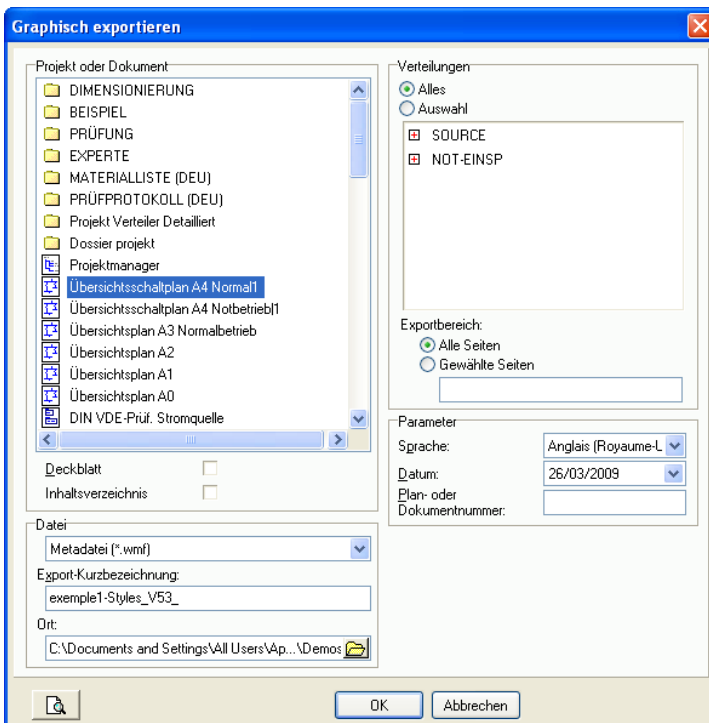 Graphisch exportieren
Projekt oder Dokument
DIMENSIONIERUNG
BEISPIEL
PRÜFUNG
EXPERTE
MATERIALLISTE (DEU)
PRÜFPROTOKOLL (DEU)
Projekt Verteiler Detailliert
Dossier projekt
Projektmanager
Übersichtsschaltplan A4 Normal1
Übersichtsschaltplan A4 Notbetrieb|1
Übersichtsplan A3 Normalbetrieb
Übersichtsplan A2
Übersichtsplan A1
Übersichtsplan A0
DIN VDE-Prüf. Stromquelle
Deckblatt
Inhaltsverzeichnis
Datei
Metadatei (*.wmf)
Export-Kurzbezeichnung:
exemple1-Styles_V53_
Ort:
C:\Documents and Settings\All Users\Ap...\Demos
Verteilungen
Alles
Auswahl
SOURCE
NOT-EINSP
Exportbereich:
Alle Seiten
Gewählte Seiten
Parameter
Sprache:
Anglais (Royaume-L
Datum:
26/03/2009
Plan- oder
Dokumentnummer:
OK
Abbrechen